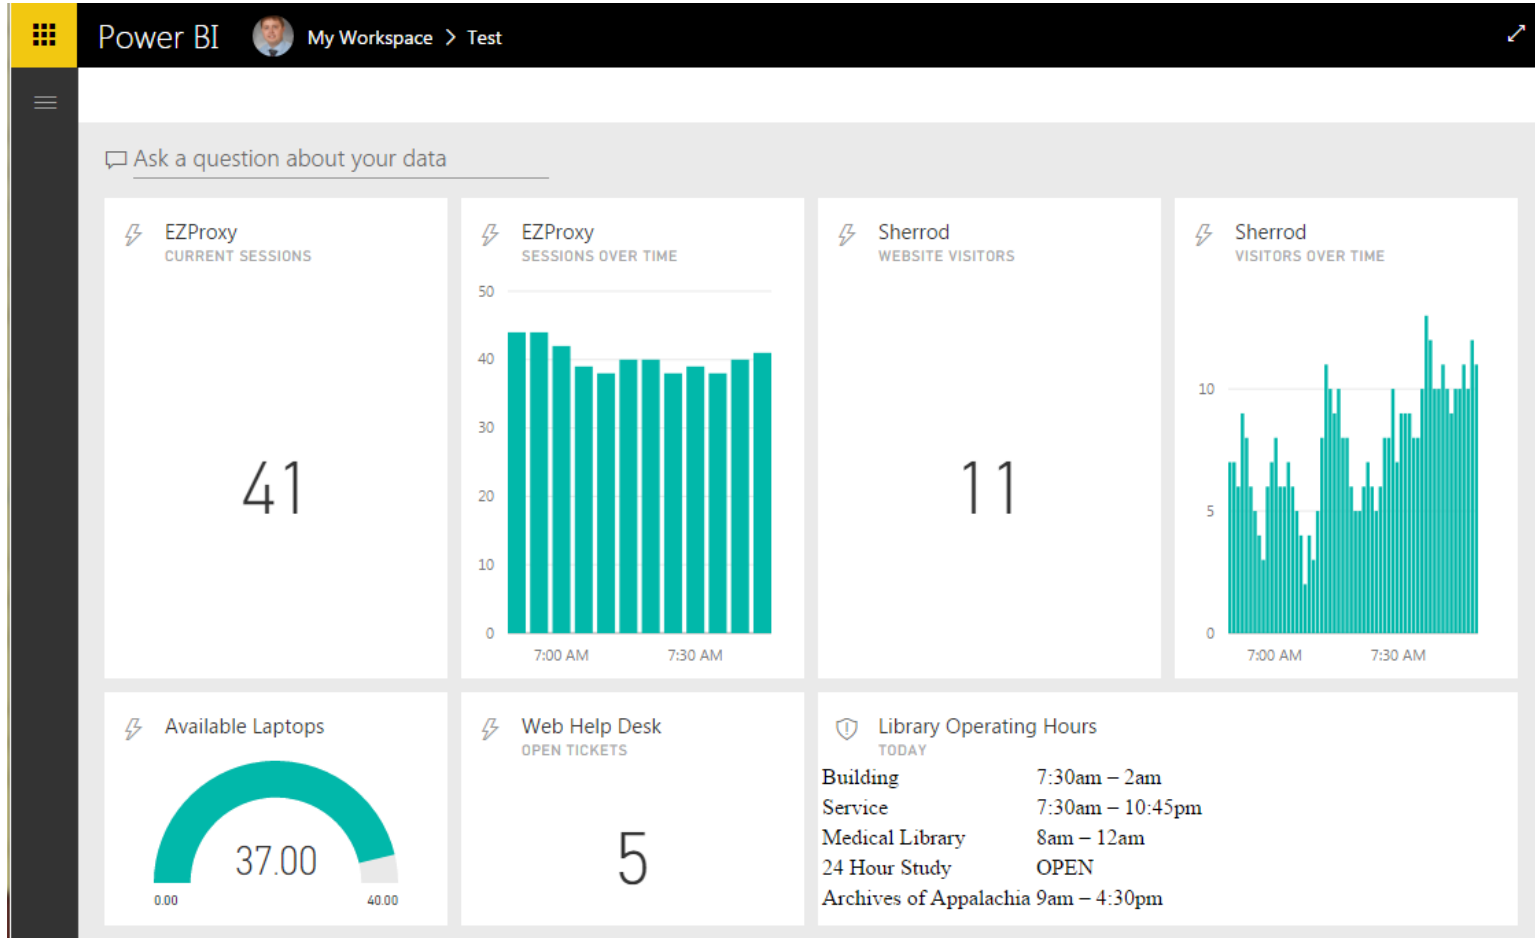 Power BI My Workspace > Test
Ask a question about your data
EZProxy
CURRENT SESSIONS
41
EZProxy
SESSIONS OVER TIME
50
40
30
20
10
0
7:00 AM 7:30 AM
Sherrod
WEBSITE VISITORS
11
Sherrod
VISITORS OVER TIME
10
5
0
7:00 AM 7:30 AM
Available Laptops
37.00
0.00 40.00
Web Help Desk
OPEN TICKETS
5
Library Operating Hours
TODAY
Building 7:30am – 2am
Service 7:30am – 10:45pm
Medical Library 8am – 12am
24 Hour Study OPEN
Archives of Appalachia 9am – 4:30pm